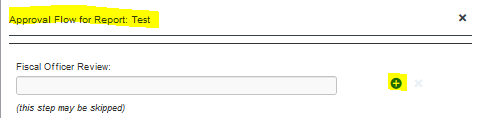 Approval Flow for Report: Test
Fiscal Officer Review:
(this step may be skipped)